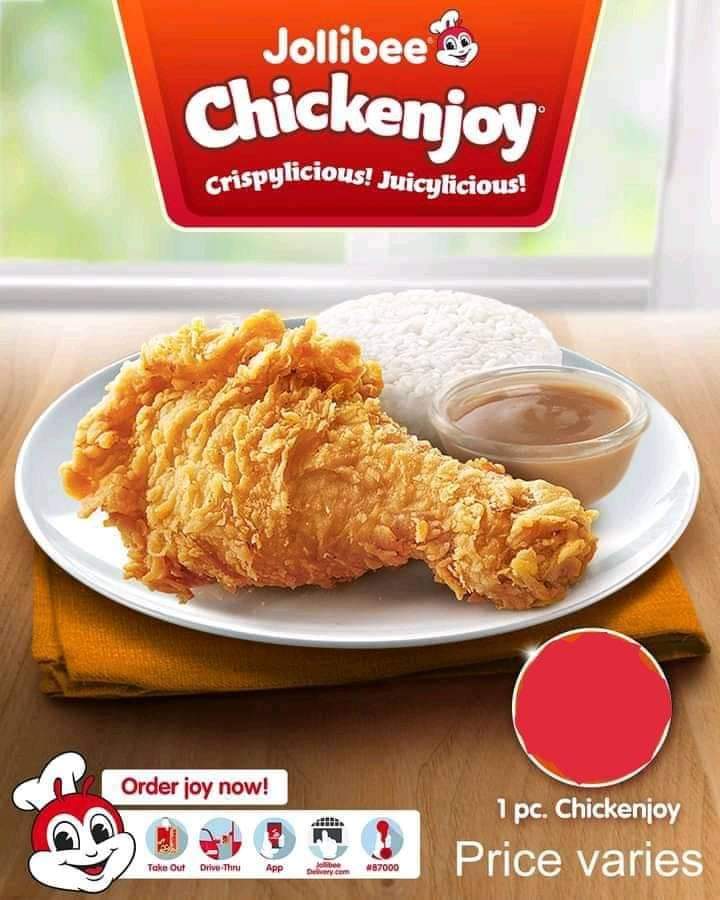 Jollibee
Chickenjoy
Crispylicious! Juicylicious!
Order joy now!
Take Out
Drive-Thru
App
Jollibee
Delivery.com
#87000
1 pc. Chickenjoy
Price varies